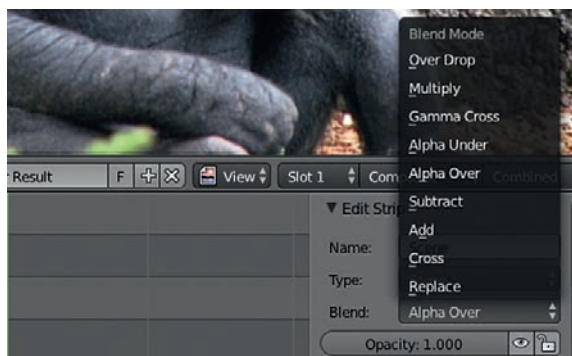 Blend Mode
Over Drop
Multiply
Gamma Cross
Alpha Under
Alpha Over
Subtract
Add
Cross
Replace
Result F View Slot 1 Combined
Edit Strip
Name:
Type:
Blend: Alpha Over
Opacity: 1.000